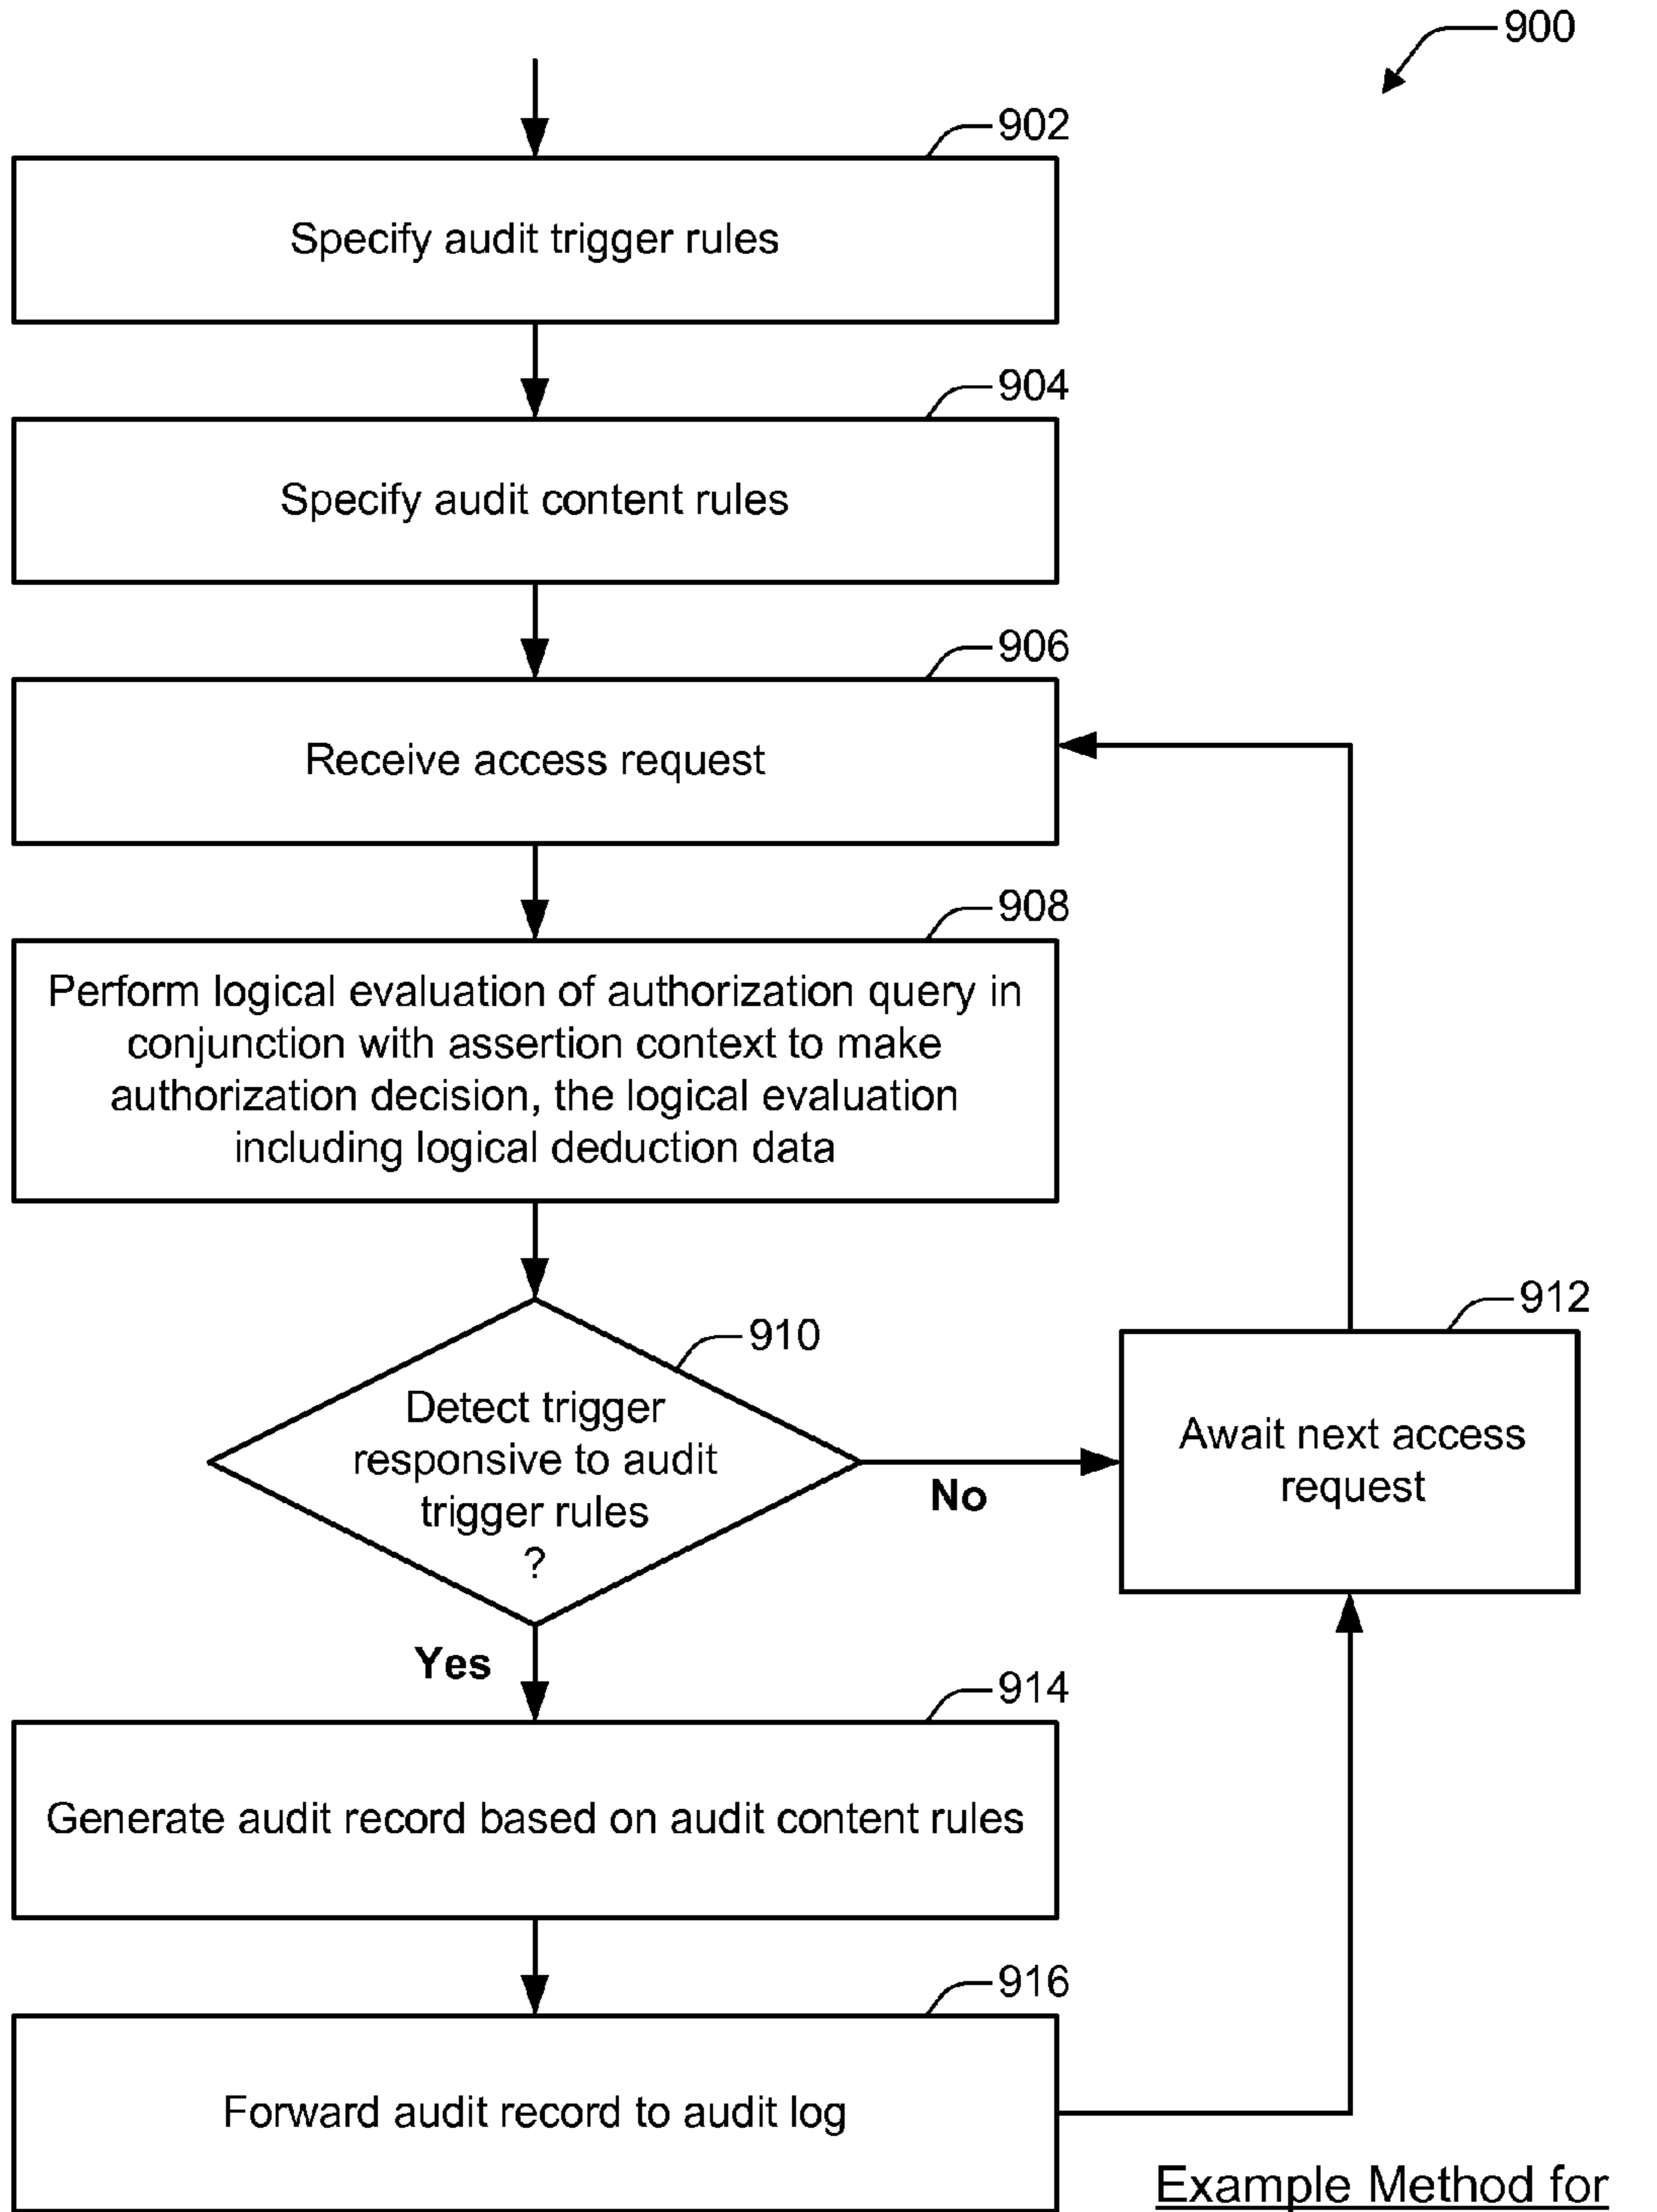 900
902
Specify audit trigger rules
904
Specify audit content rules
906
Receive access request
908
Perform logical evaluation of authorization query in
conjunction with assertion context to make
authorization decision, the logical evaluation
including logical deduction data
910
Detect trigger
responsive to audit
trigger rules
?
No
912
Await next access
request
Yes
914
Generate audit record based on audit content rules
916
Forward audit record to audit log
Example Method for